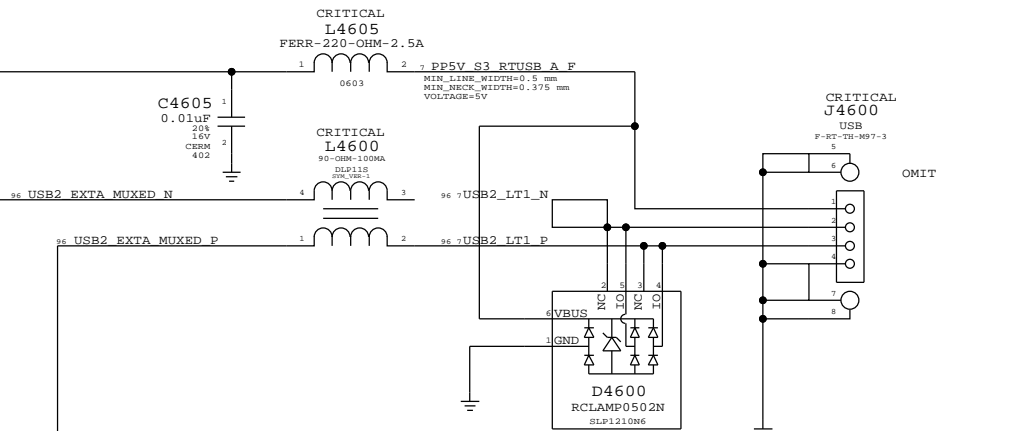 CRITICAL
L4605
FERR-220-OHM-2.5A
1
2
0603
7 PP5V_S3_RTUSB_A_F
MIN_LINE_WIDTH=0.5 mm
MIN_NECK_WIDTH=0.375 mm
VOLTAGE=5V
C4605
1
0.01uF
20%
16V
CERM
402
2
CRITICAL
L4600
90-OHM-100MA
DLP11S
SYM_VER-1
96 USB2_EXTA_MUXED_N
4
3
96 7 USB2_LT1_N
96 USB2_EXTA_MUXED_P
1
2
96 7 USB2_LT1_P
CRITICAL
J4600
USB
F-RT-TH-M97-3
5
6
OMIT
1
2
3
4
7
8
2
5
3
4
NC
IO
NC
IO
6 VBUS
1 GND
D4600
RCLAMP0502N
SLP1210N6